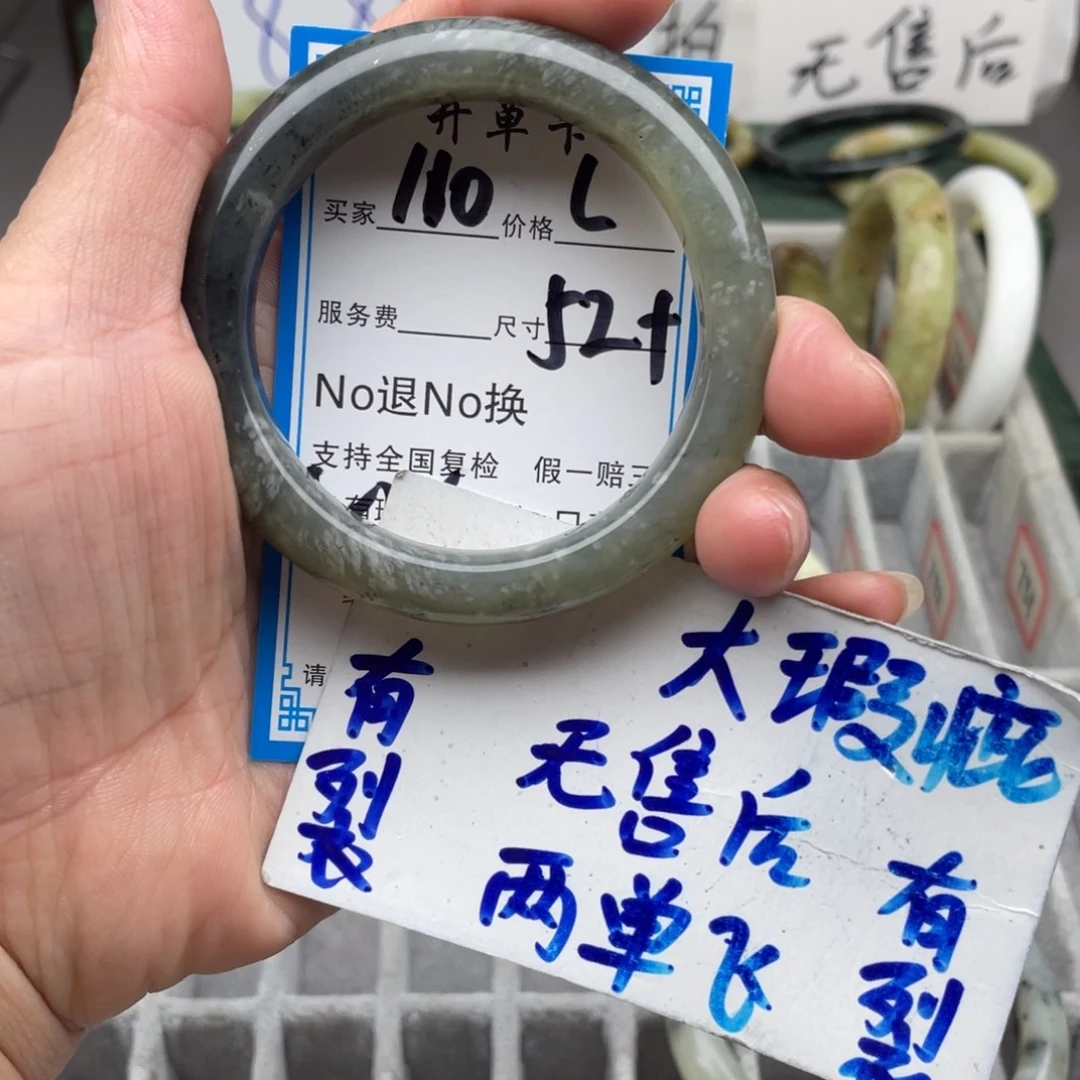 无售后
开单卡
买家 110 价格 L
服务费 尺寸 52+
No退No换
支持全国复检 假一赔三
请
大瑕疵
无售后
两单飞
有裂
有裂